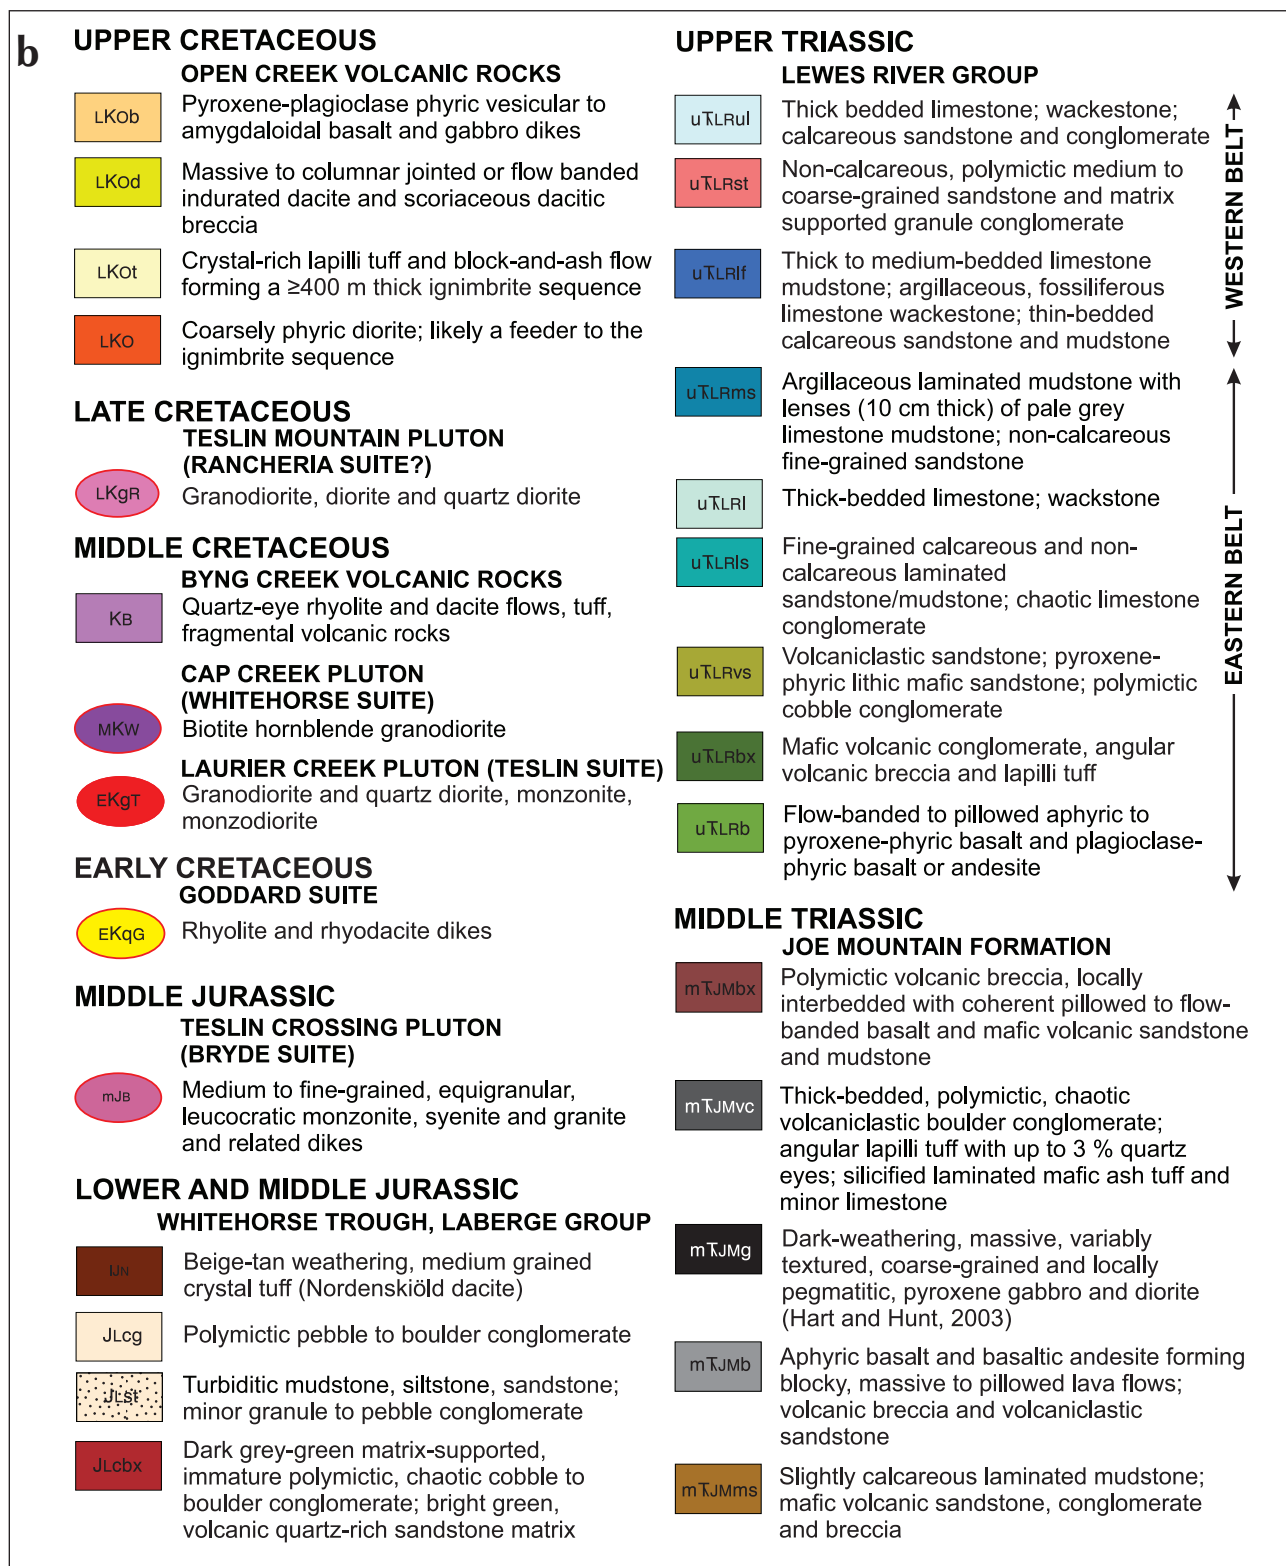 b
UPPER CRETACEOUS
OPEN CREEK VOLCANIC ROCKS
LKOb
Pyroxene-plagioclase phyric vesicular to
amygdaloidal basalt and gabbro dikes
LKOd
Massive to columnar jointed or flow banded
indurated dacite and scoriaceous dacitic
breccia
LKOt
Crystal-rich lapilli tuff and block-and-ash flow
forming a ≥400 m thick ignimbrite sequence
LKO
Coarsely phyric diorite; likely a feeder to the
ignimbrite sequence
LATE CRETACEOUS
TESLIN MOUNTAIN PLUTON
(RANCHERIA SUITE?)
LKgR
Granodiorite, diorite and quartz diorite
MIDDLE CRETACEOUS
BYNG CREEK VOLCANIC ROCKS
KB
Quartz-eye rhyolite and dacite flows, tuff,
fragmental volcanic rocks
CAP CREEK PLUTON
(WHITEHORSE SUITE)
MKW
Biotite hornblende granodiorite
LAURIER CREEK PLUTON (TESLIN SUITE)
EKgT
Granodiorite and quartz diorite, monzonite,
monzodiorite
EARLY CRETACEOUS
GODDARD SUITE
EKqG
Rhyolite and rhyodacite dikes
MIDDLE JURASSIC
TESLIN CROSSING PLUTON
(BRYDE SUITE)
mJB
Medium to fine-grained, equigranular,
leucocratic monzonite, syenite and granite
and related dikes
LOWER AND MIDDLE JURASSIC
WHITEHORSE TROUGH, LABERGE GROUP
lJN
Beige-tan weathering, medium grained
crystal tuff (Nordenskiöld dacite)
JLcg
Polymictic pebble to boulder conglomerate
JLst
Turbiditic mudstone, siltstone, sandstone;
minor granule to pebble conglomerate
JLcbx
Dark grey-green matrix-supported,
immature polymictic, chaotic cobble to
boulder conglomerate; bright green,
volcanic quartz-rich sandstone matrix
UPPER TRIASSIC
LEWES RIVER GROUP
uTLRul
Thick bedded limestone; wackestone;
calcareous sandstone and conglomerate
uTLRst
Non-calcareous, polymictic medium to
coarse-grained sandstone and matrix
supported granule conglomerate
uTLRlf
Thick to medium-bedded limestone
mudstone; argillaceous, fossiliferous
limestone wackestone; thin-bedded
calcareous sandstone and mudstone
WESTERN BELT
uTLRms
Argillaceous laminated mudstone with
lenses (10 cm thick) of pale grey
limestone mudstone; non-calcareous
fine-grained sandstone
uTLRl
Thick-bedded limestone; wackstone
uTLRls
Fine-grained calcareous and non-
calcareous laminated
sandstone/mudstone; chaotic limestone
conglomerate
uTLRvs
Volcaniclastic sandstone; pyroxene-
phyric lithic mafic sandstone; polymictic
cobble conglomerate
uTLRbx
Mafic volcanic conglomerate, angular
volcanic breccia and lapilli tuff
uTLRb
Flow-banded to pillowed aphyric to
pyroxene-phyric basalt and plagioclase-
phyric basalt or andesite
EASTERN BELT
MIDDLE TRIASSIC
JOE MOUNTAIN FORMATION
mTJMbx
Polymictic volcanic breccia, locally
interbedded with coherent pillowed to flow-
banded basalt and mafic volcanic sandstone
and mudstone
mTJMvc
Thick-bedded, polymictic, chaotic
volcaniclastic boulder conglomerate;
angular lapilli tuff with up to 3 % quartz
eyes; silicified laminated mafic ash tuff and
minor limestone
mTJMg
Dark-weathering, massive, variably
textured, coarse-grained and locally
pegmatitic, pyroxene gabbro and diorite
(Hart and Hunt, 2003)
mTJMb
Aphyric basalt and basaltic andesite forming
blocky, massive to pillowed lava flows;
volcanic breccia and volcaniclastic
sandstone
mTJMms
Slightly calcareous laminated mudstone;
mafic volcanic sandstone, conglomerate
and breccia